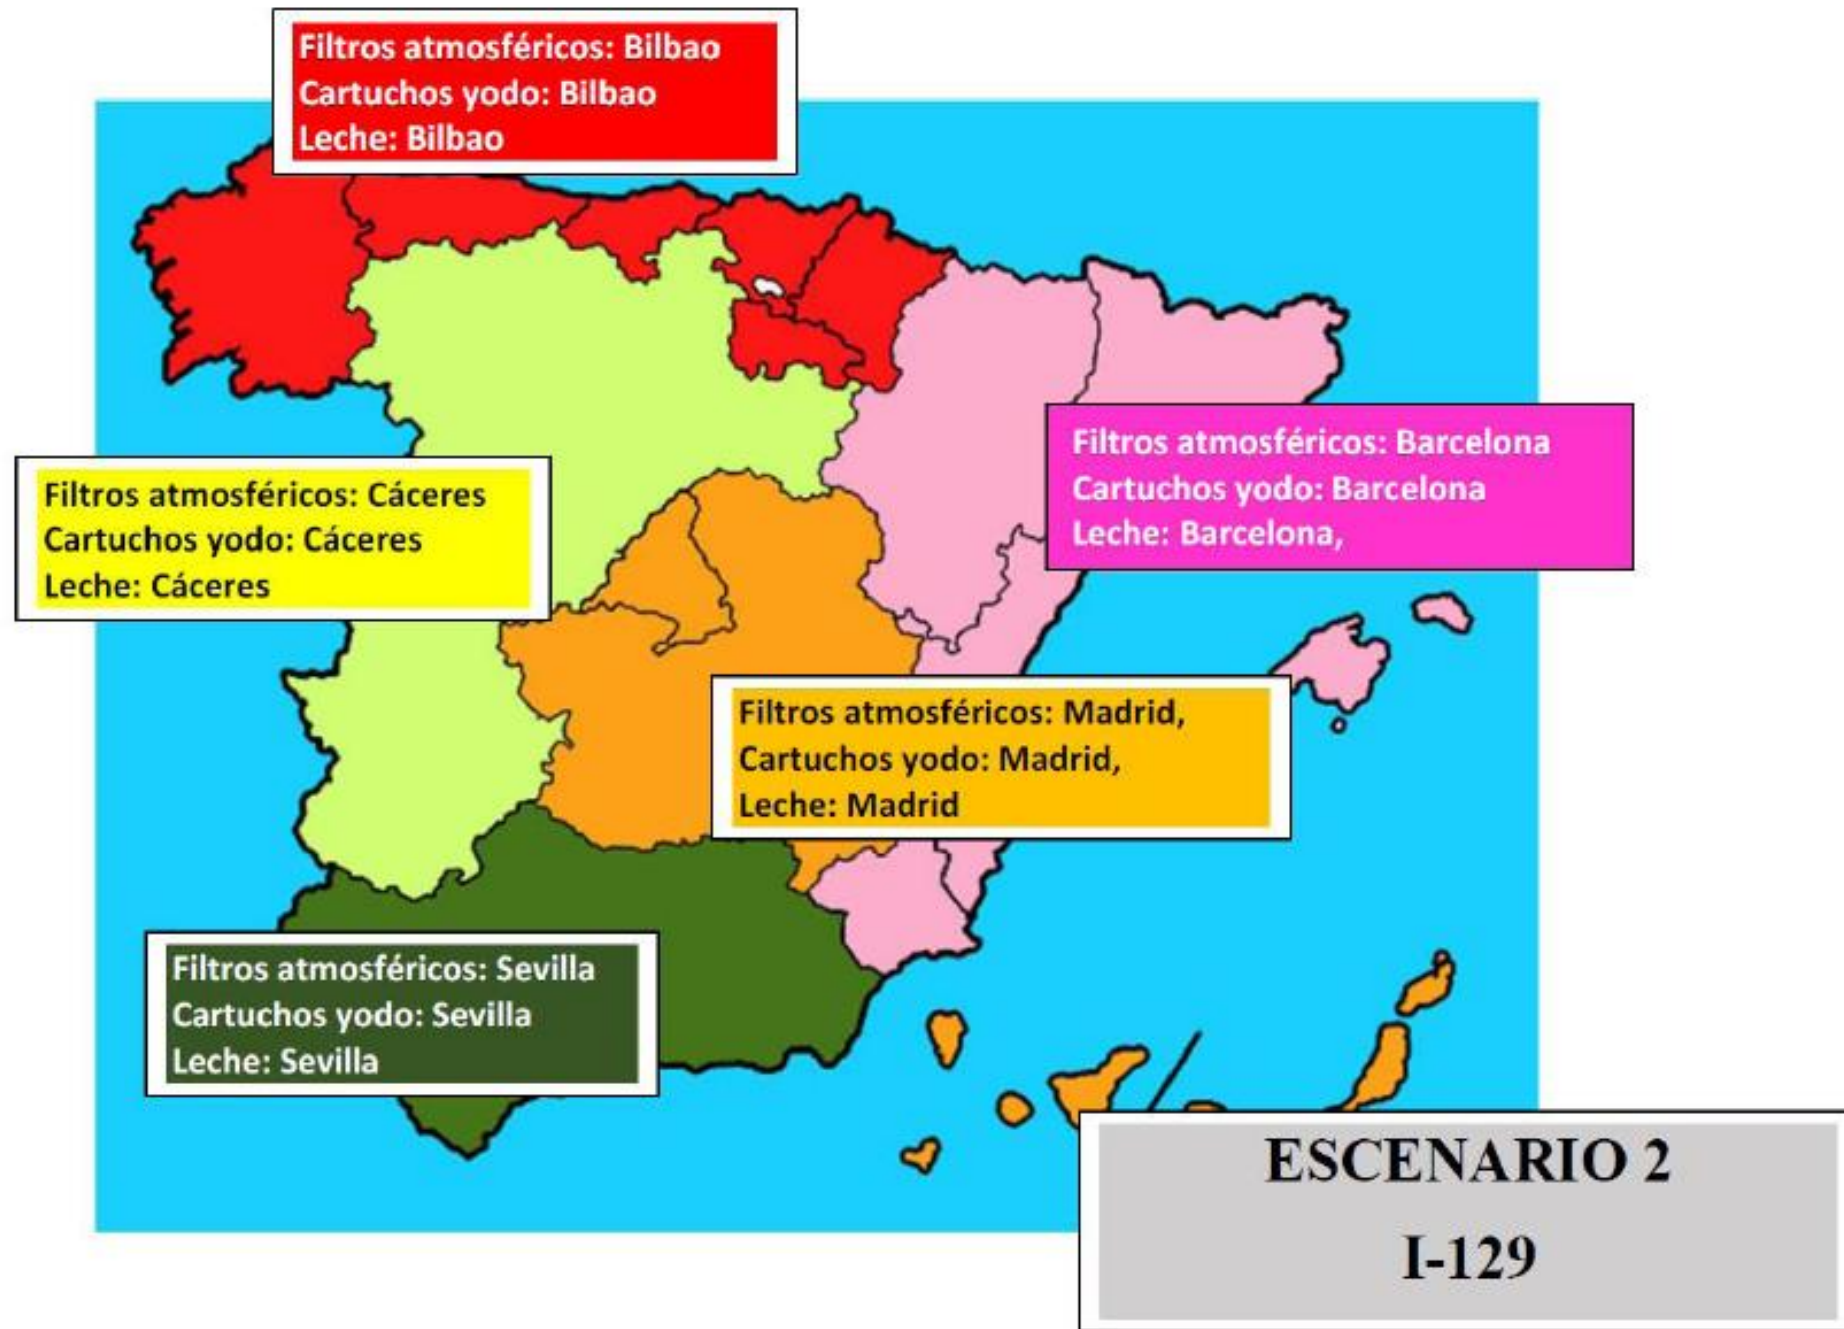 Filtros atmosféricos: Bilbao
Cartuchos yodo: Bilbao
Leche: Bilbao
Filtros atmosféricos: Barcelona
Cartuchos yodo: Barcelona
Leche: Barcelona,
Filtros atmosféricos: Cáceres
Cartuchos yodo: Cáceres
Leche: Cáceres
Filtros atmosféricos: Madrid,
Cartuchos yodo: Madrid,
Leche: Madrid
Filtros atmosféricos: Sevilla
Cartuchos yodo: Sevilla
Leche: Sevilla
ESCENARIO 2
I-129